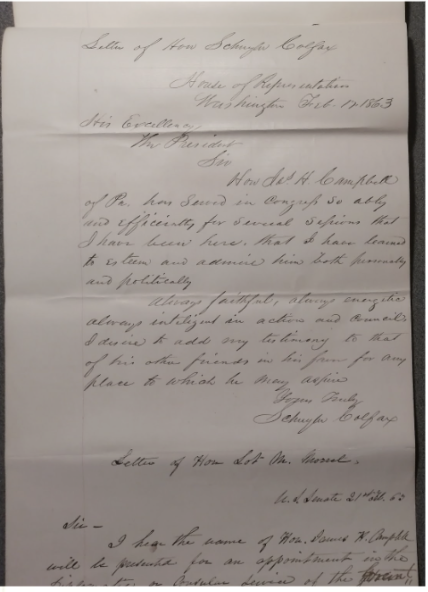 Letter of Hon Schuyler Colfax
House of Representation
Washington Feb. 12 1863
His Excellency,
The President
Sir
Hon Jas H. Campbell
of Pa. has served in Congress so ably
and efficiently for several sessions that
I have been here, that I have learned
to esteem and admire him both personally
and politically
Always faithful, always energetic
always intelligent in action and council
I desire to add my testimony to that
of his other friends in his favor for any
place to which he may aspire
Yours Truly
Schuyler Colfax
Letter of Hon Lot M. Morrill.
U.S. Senate 21st Feb. 63
Sir –
I hear the name of Hon. James H. Campbell
will be presented for an appointment in the
or Consular Service of the